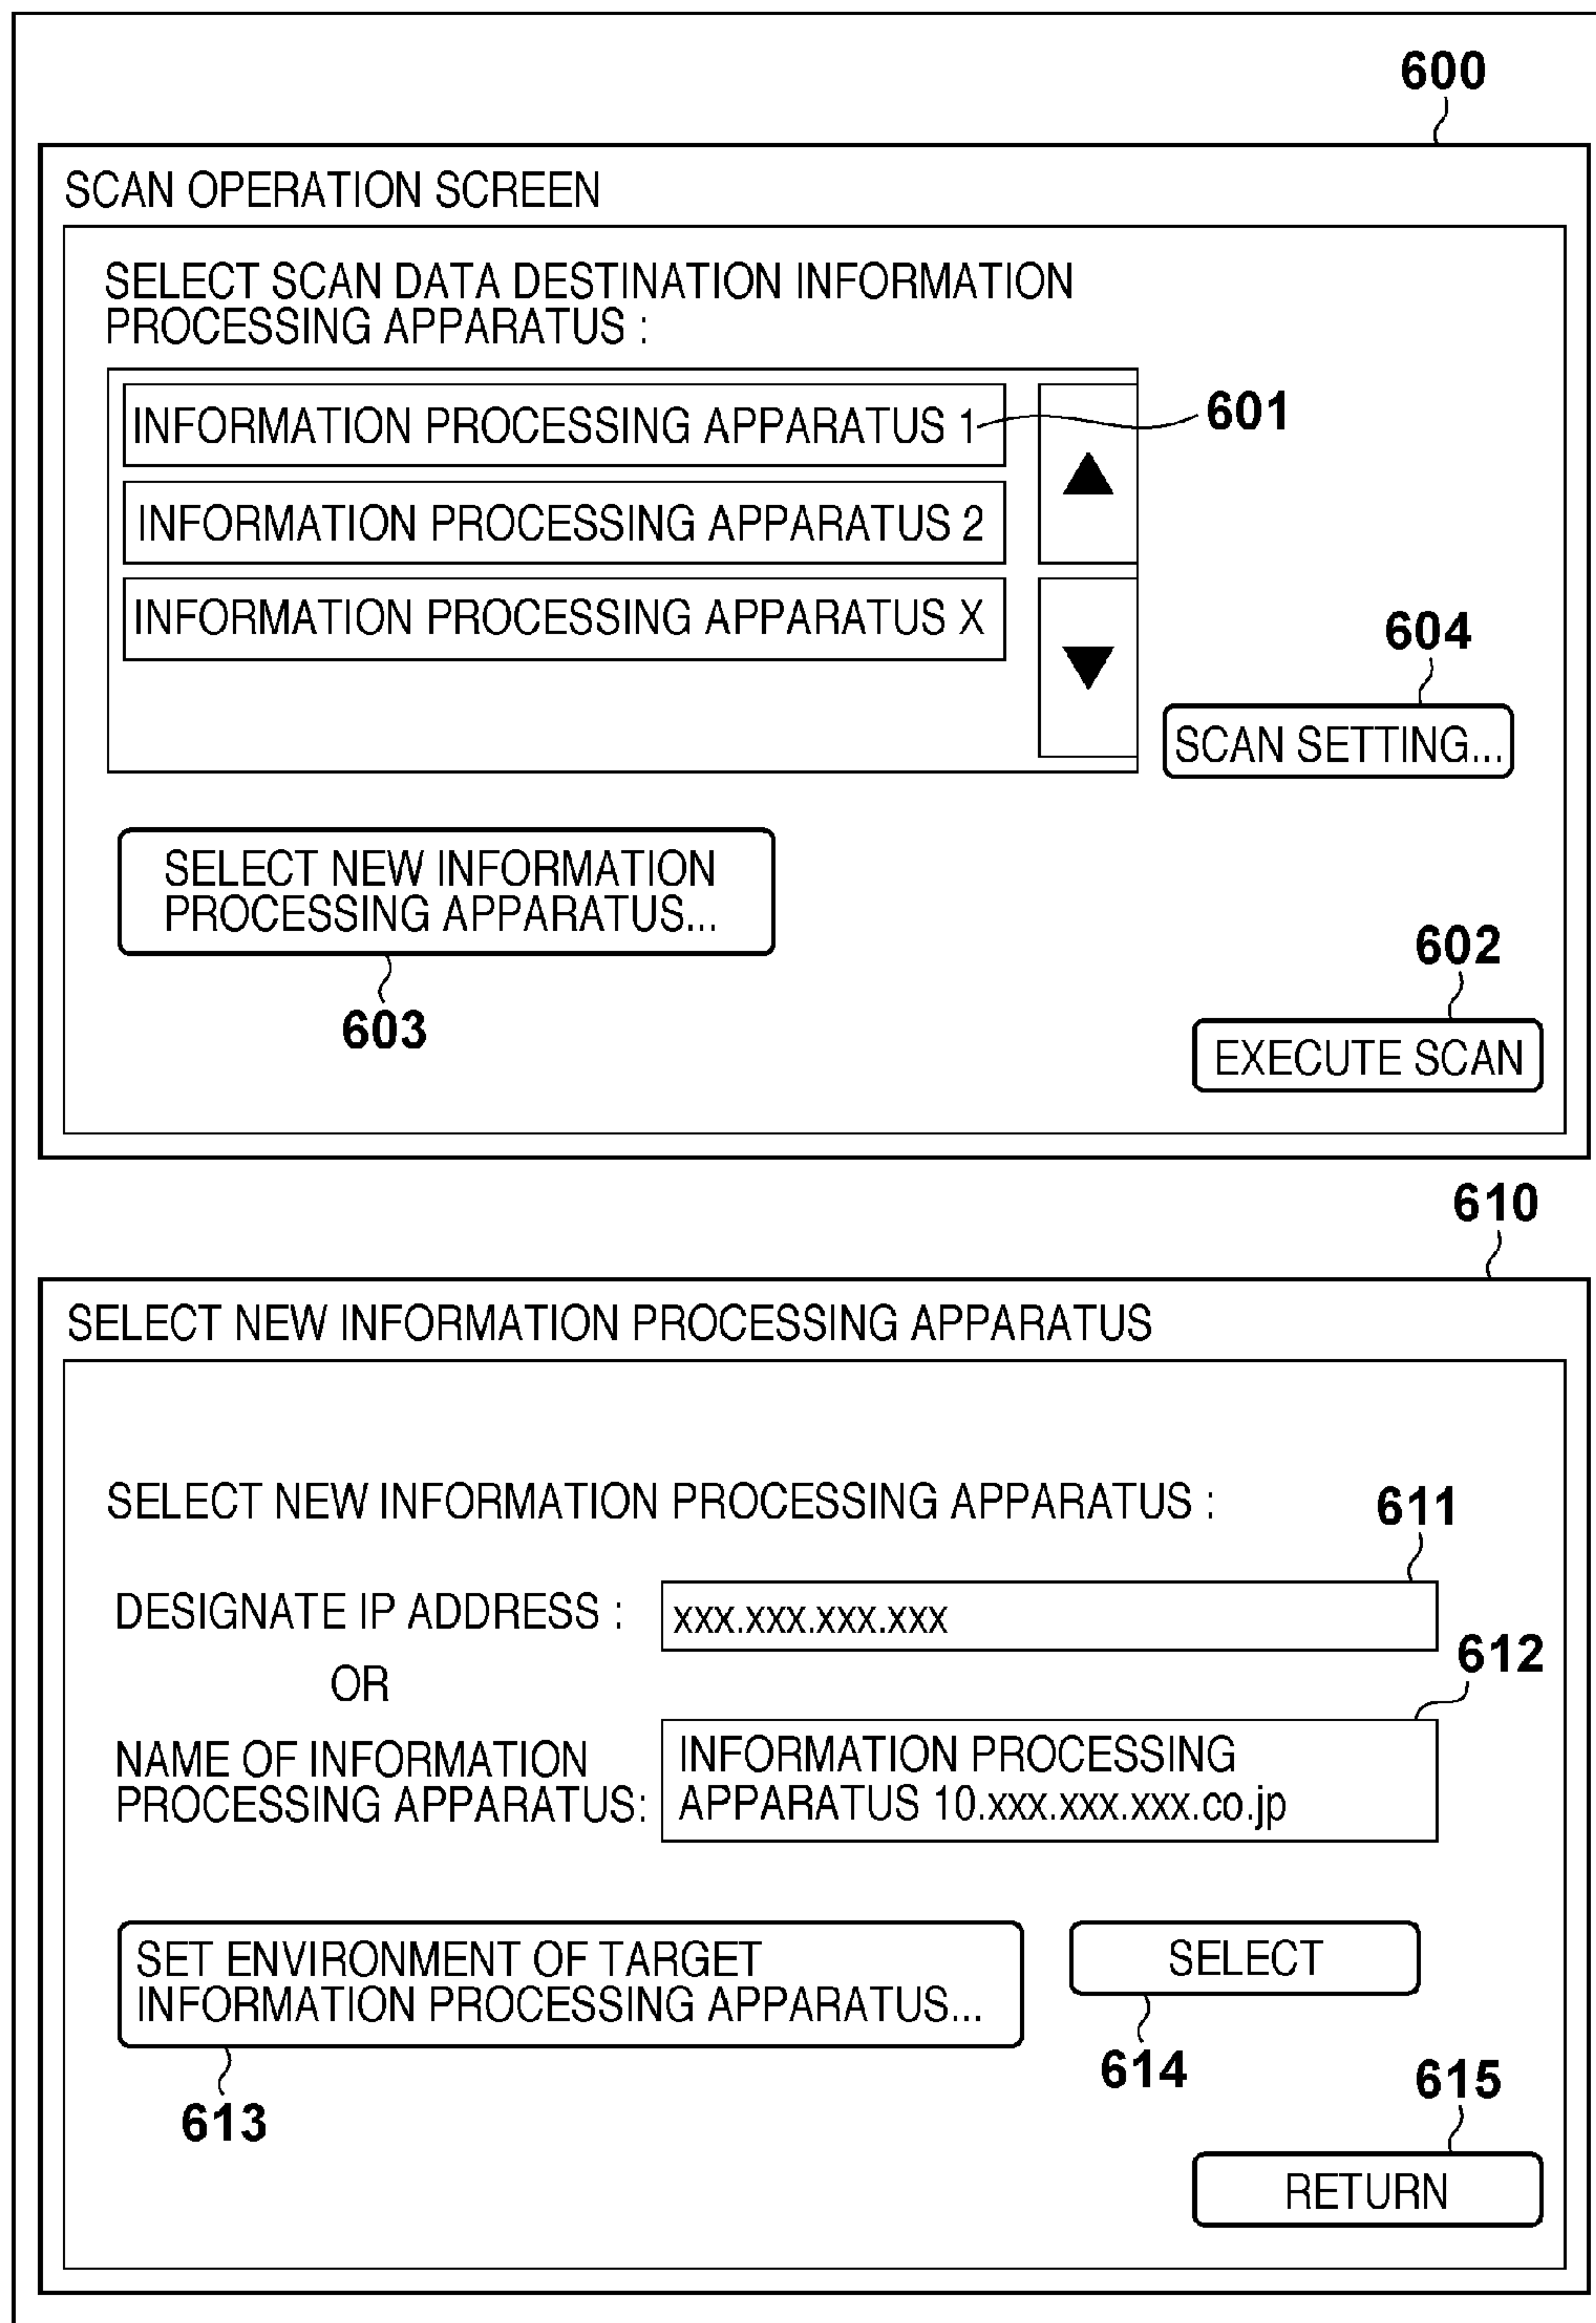 600
SCAN OPERATION SCREEN
SELECT SCAN DATA DESTINATION INFORMATION
PROCESSING APPARATUS :
INFORMATION PROCESSING APPARATUS 1
601
INFORMATION PROCESSING APPARATUS 2
INFORMATION PROCESSING APPARATUS X
604
SCAN SETTING...
SELECT NEW INFORMATION
PROCESSING APPARATUS...
603
602
EXECUTE SCAN
610
SELECT NEW INFORMATION PROCESSING APPARATUS
SELECT NEW INFORMATION PROCESSING APPARATUS :
611
DESIGNATE IP ADDRESS :
xxx.xxx.xxx.xxx
OR
612
NAME OF INFORMATION
PROCESSING APPARATUS:
INFORMATION PROCESSING
APPARATUS 10.xxx.xxx.xxx.co.jp
SET ENVIRONMENT OF TARGET
INFORMATION PROCESSING APPARATUS...
613
SELECT
614
615
RETURN